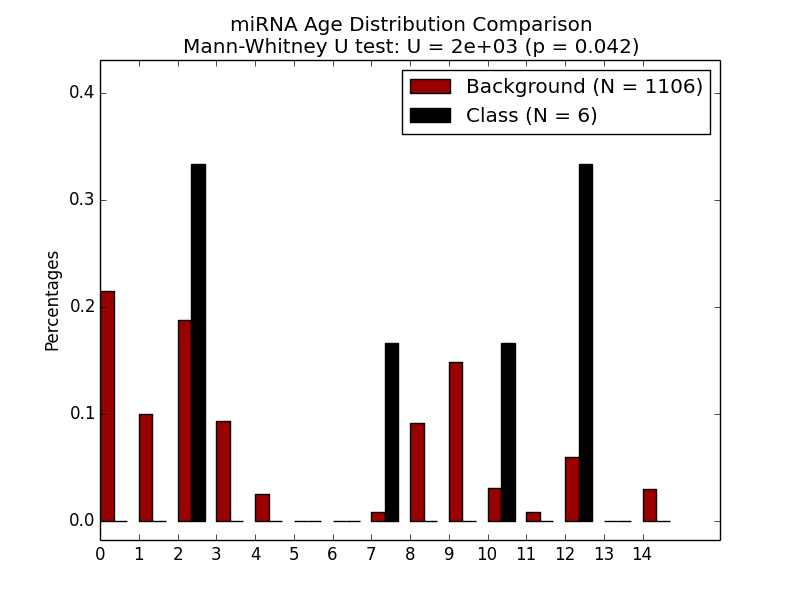 miRNA Age Distribution Comparison
Mann-Whitney U test: U = 2e+03 (p = 0.042)
Background (N = 1106)
Class (N = 6)
Percentages
0.4
0.3
0.2
0.1
0.0
0 1 2 3 4 5 6 7 8 9 10 11 12 13 14